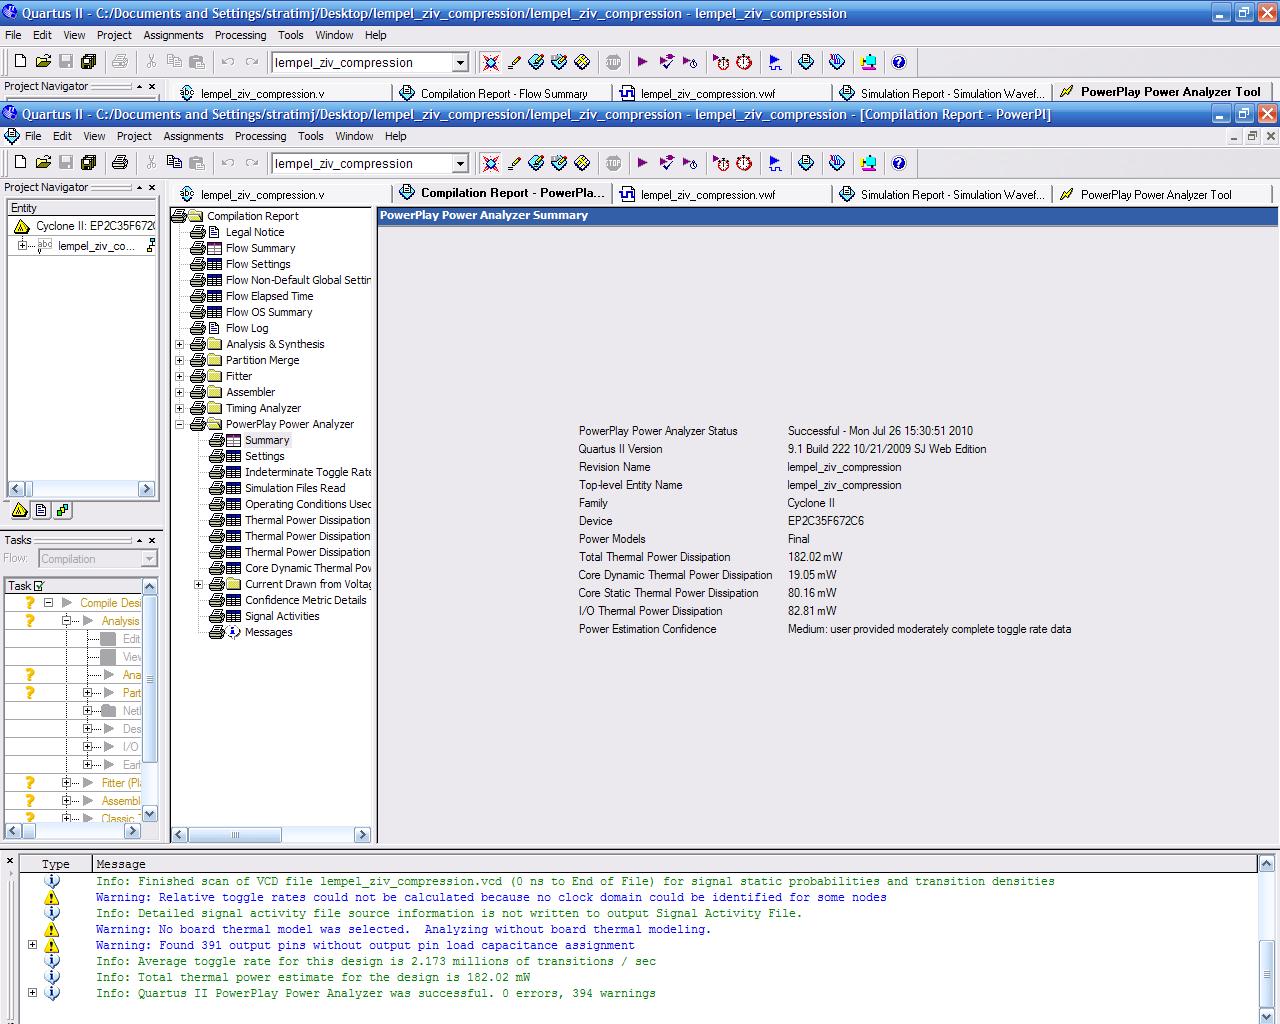 Quartus II - C:/Documents and Settings/stratimj/Desktop/lempel_ziv_compression/lempel_ziv_compression - lempel_ziv_compression
File Edit View Project Assignments Processing Tools Window Help
lempel_ziv_compression
Project Navigator
lempel_ziv_compression.v
Compilation Report - Flow Summary
lempel_ziv_compression.vwf
Simulation Report - Simulation Wavef...
PowerPlay Power Analyzer Tool
Quartus II - C:/Documents and Settings/stratimj/Desktop/lempel_ziv_compression/lempel_ziv_compression - lempel_ziv_compression - [Compilation Report - PowerPl]
File Edit View Project Assignments Processing Tools Window Help
lempel_ziv_compression
Project Navigator
lempel_ziv_compression.v
Compilation Report - PowerPla...
lempel_ziv_compression.vwf
Simulation Report - Simulation Wavef...
PowerPlay Power Analyzer Tool
Entity
Cyclone II: EP2C35F672C
abc lempel_ziv_co...
Tasks
Flow: Compilation
Task
Compile Desi
Analysis
Edit
View
Ana
Part
Netl
Des
I/O
Earl
Fitter (Pl
Assembl
Classic T
Compilation Report
Legal Notice
Flow Summary
Flow Settings
Flow Non-Default Global Settin
Flow Elapsed Time
Flow OS Summary
Flow Log
Analysis & Synthesis
Partition Merge
Fitter
Assembler
Timing Analyzer
PowerPlay Power Analyzer
Summary
Settings
Indeterminate Toggle Rate
Simulation Files Read
Operating Conditions Used
Thermal Power Dissipation
Thermal Power Dissipation
Thermal Power Dissipation
Core Dynamic Thermal Pow
Current Drawn from Voltag
Confidence Metric Details
Signal Activities
Messages
PowerPlay Power Analyzer Summary
PowerPlay Power Analyzer Status Successful - Mon Jul 26 15:30:51 2010
Quartus II Version 9.1 Build 222 10/21/2009 SJ Web Edition
Revision Name lempel_ziv_compression
Top-level Entity Name lempel_ziv_compression
Family Cyclone II
Device EP2C35F672C6
Power Models Final
Total Thermal Power Dissipation 182.02 mW
Core Dynamic Thermal Power Dissipation 19.05 mW
Core Static Thermal Power Dissipation 80.16 mW
I/O Thermal Power Dissipation 82.81 mW
Power Estimation Confidence Medium: user provided moderately complete toggle rate data
Type Message
Info: Finished scan of VCD file lempel_ziv_compression.vcd (0 ns to End of File) for signal static probabilities and transition densities
Warning: Relative toggle rates could not be calculated because no clock domain could be identified for some nodes
Info: Detailed signal activity file source information is not written to output Signal Activity File.
Warning: No board thermal model was selected. Analyzing without board thermal modeling.
Warning: Found 391 output pins without output pin load capacitance assignment
Info: Average toggle rate for this design is 2.173 millions of transitions / sec
Info: Total thermal power estimate for the design is 182.02 mW
Info: Quartus II PowerPlay Power Analyzer was successful. 0 errors, 394 warnings